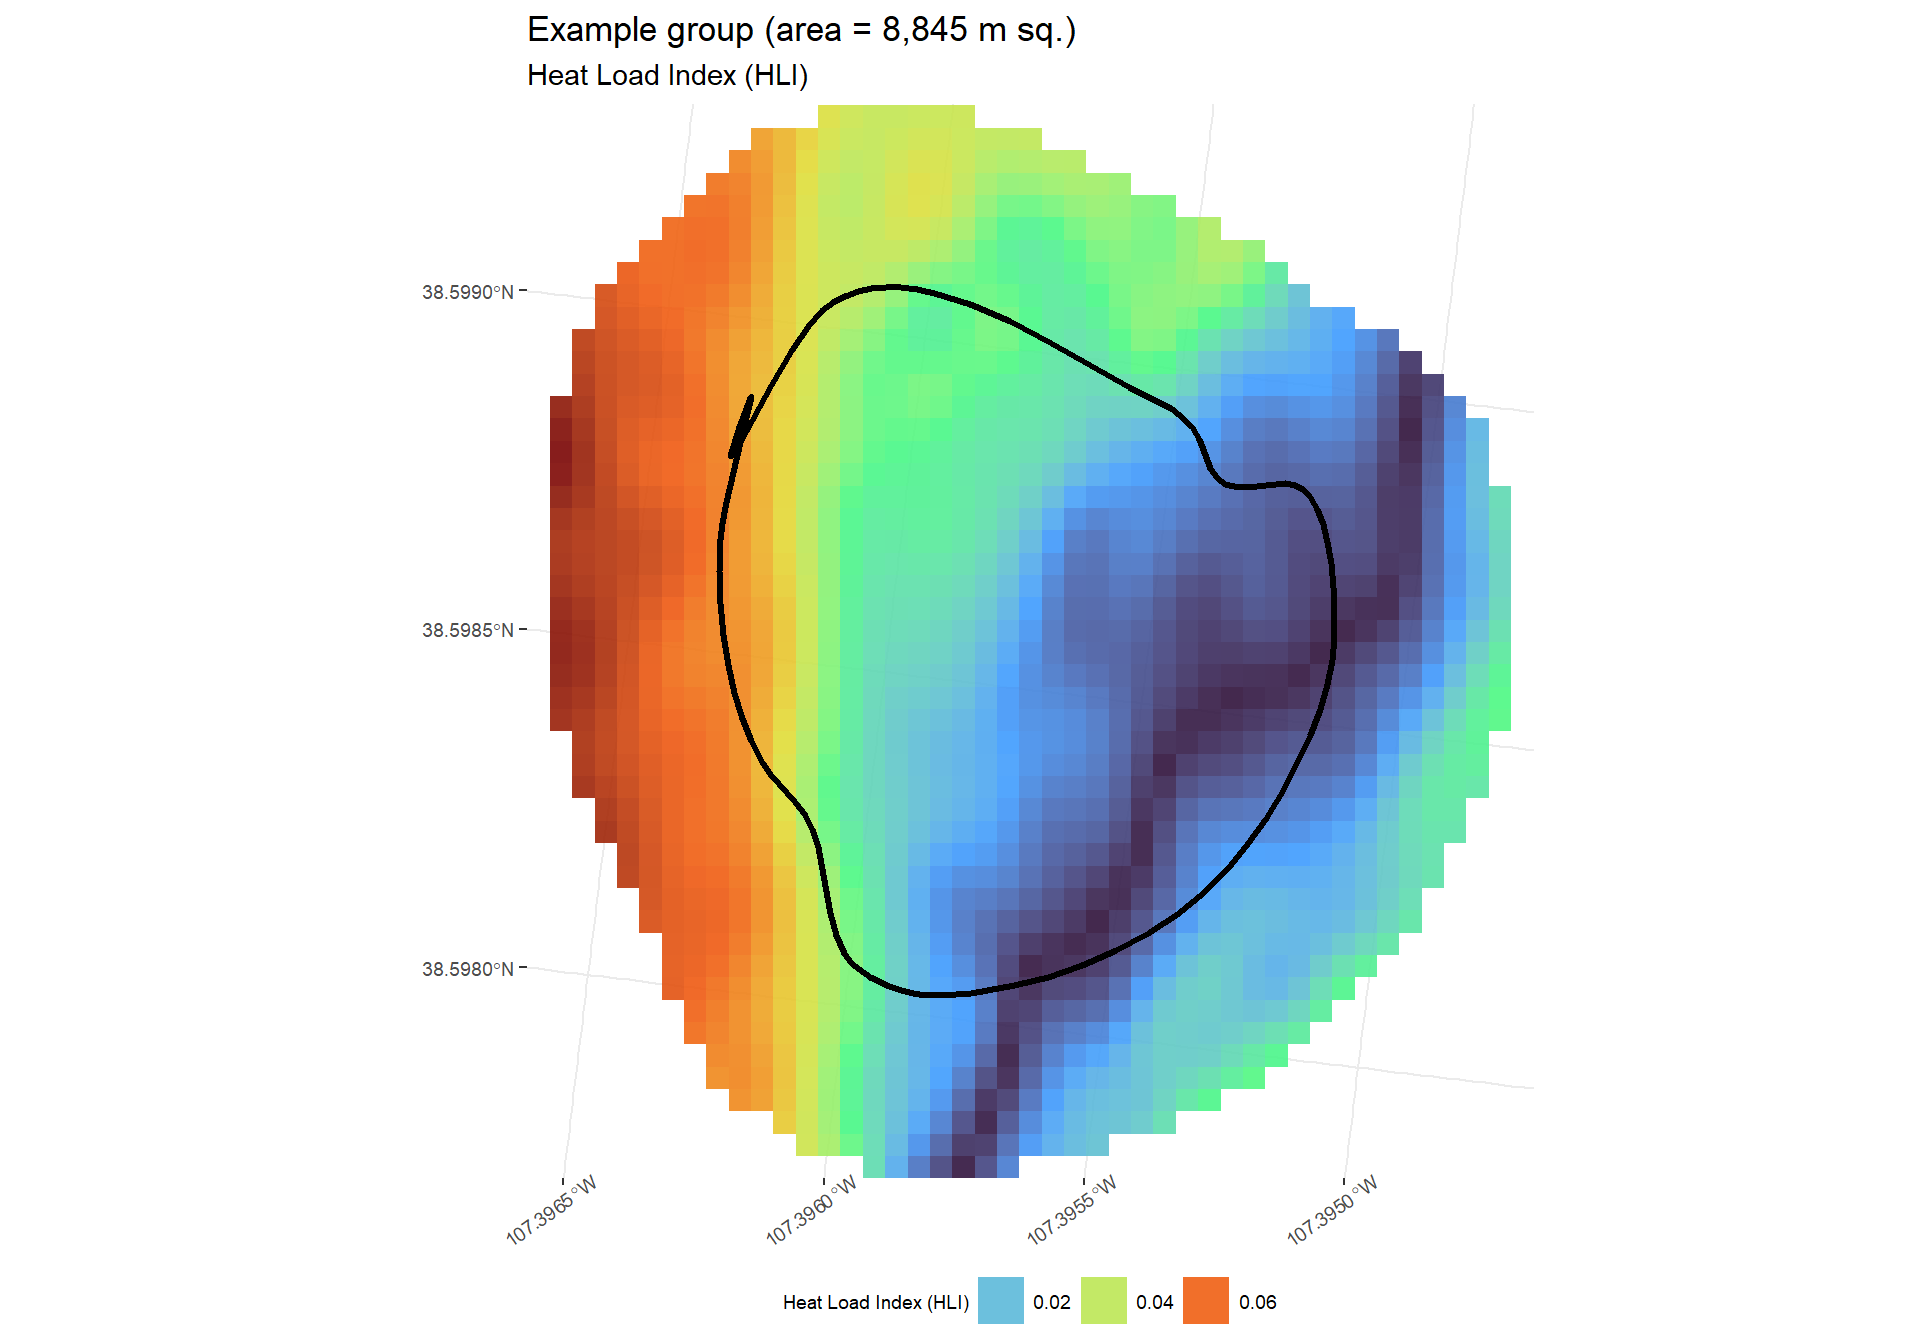 Example group (area = 8,845 m sq.)
Heat Load Index (HLI)
38.5990°N
38.5985°N
38.5980°N
107.3965°W
107.3960°W
107.3955°W
107.3950°W
Heat Load Index (HLI) 0.02 0.04 0.06